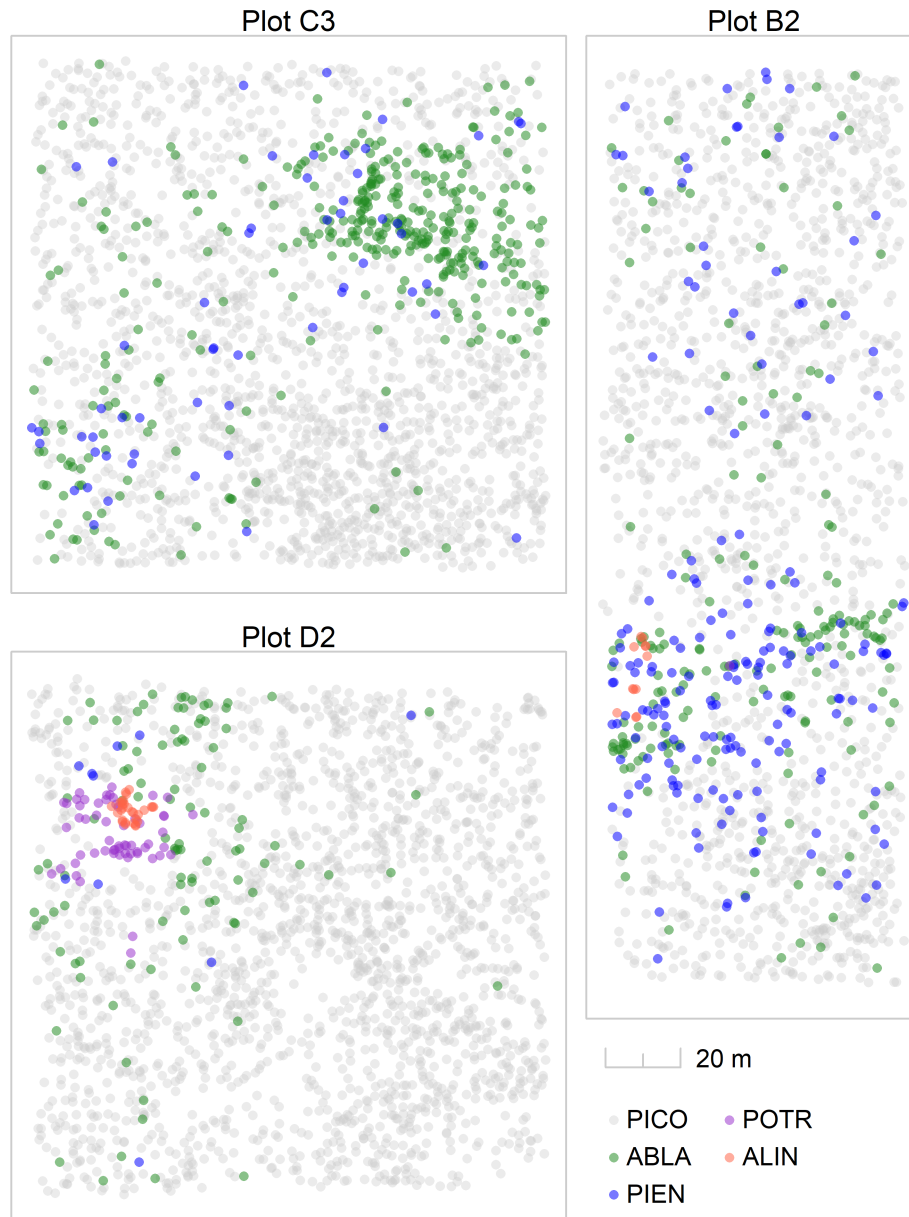 Plot C3
Plot B2
Plot D2
20 m
PICO
POTR
ABLA
ALIN
PIEN